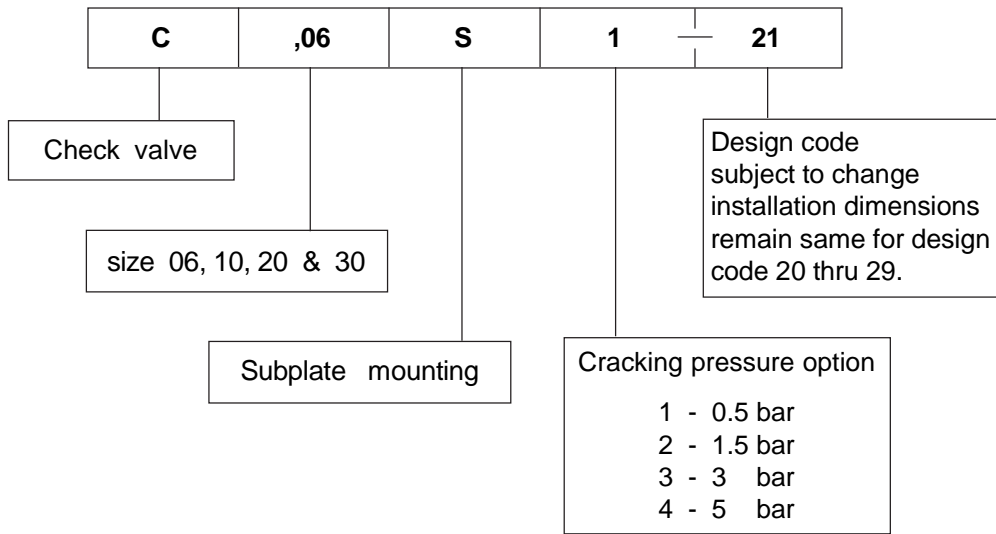 C ,06 S 1 — 21
Check valve
size 06, 10, 20 & 30
Subplate mounting
Cracking pressure option
1 - 0.5 bar
2 - 1.5 bar
3 - 3 bar
4 - 5 bar
Design code
subject to change
installation dimensions
remain same for design
code 20 thru 29.